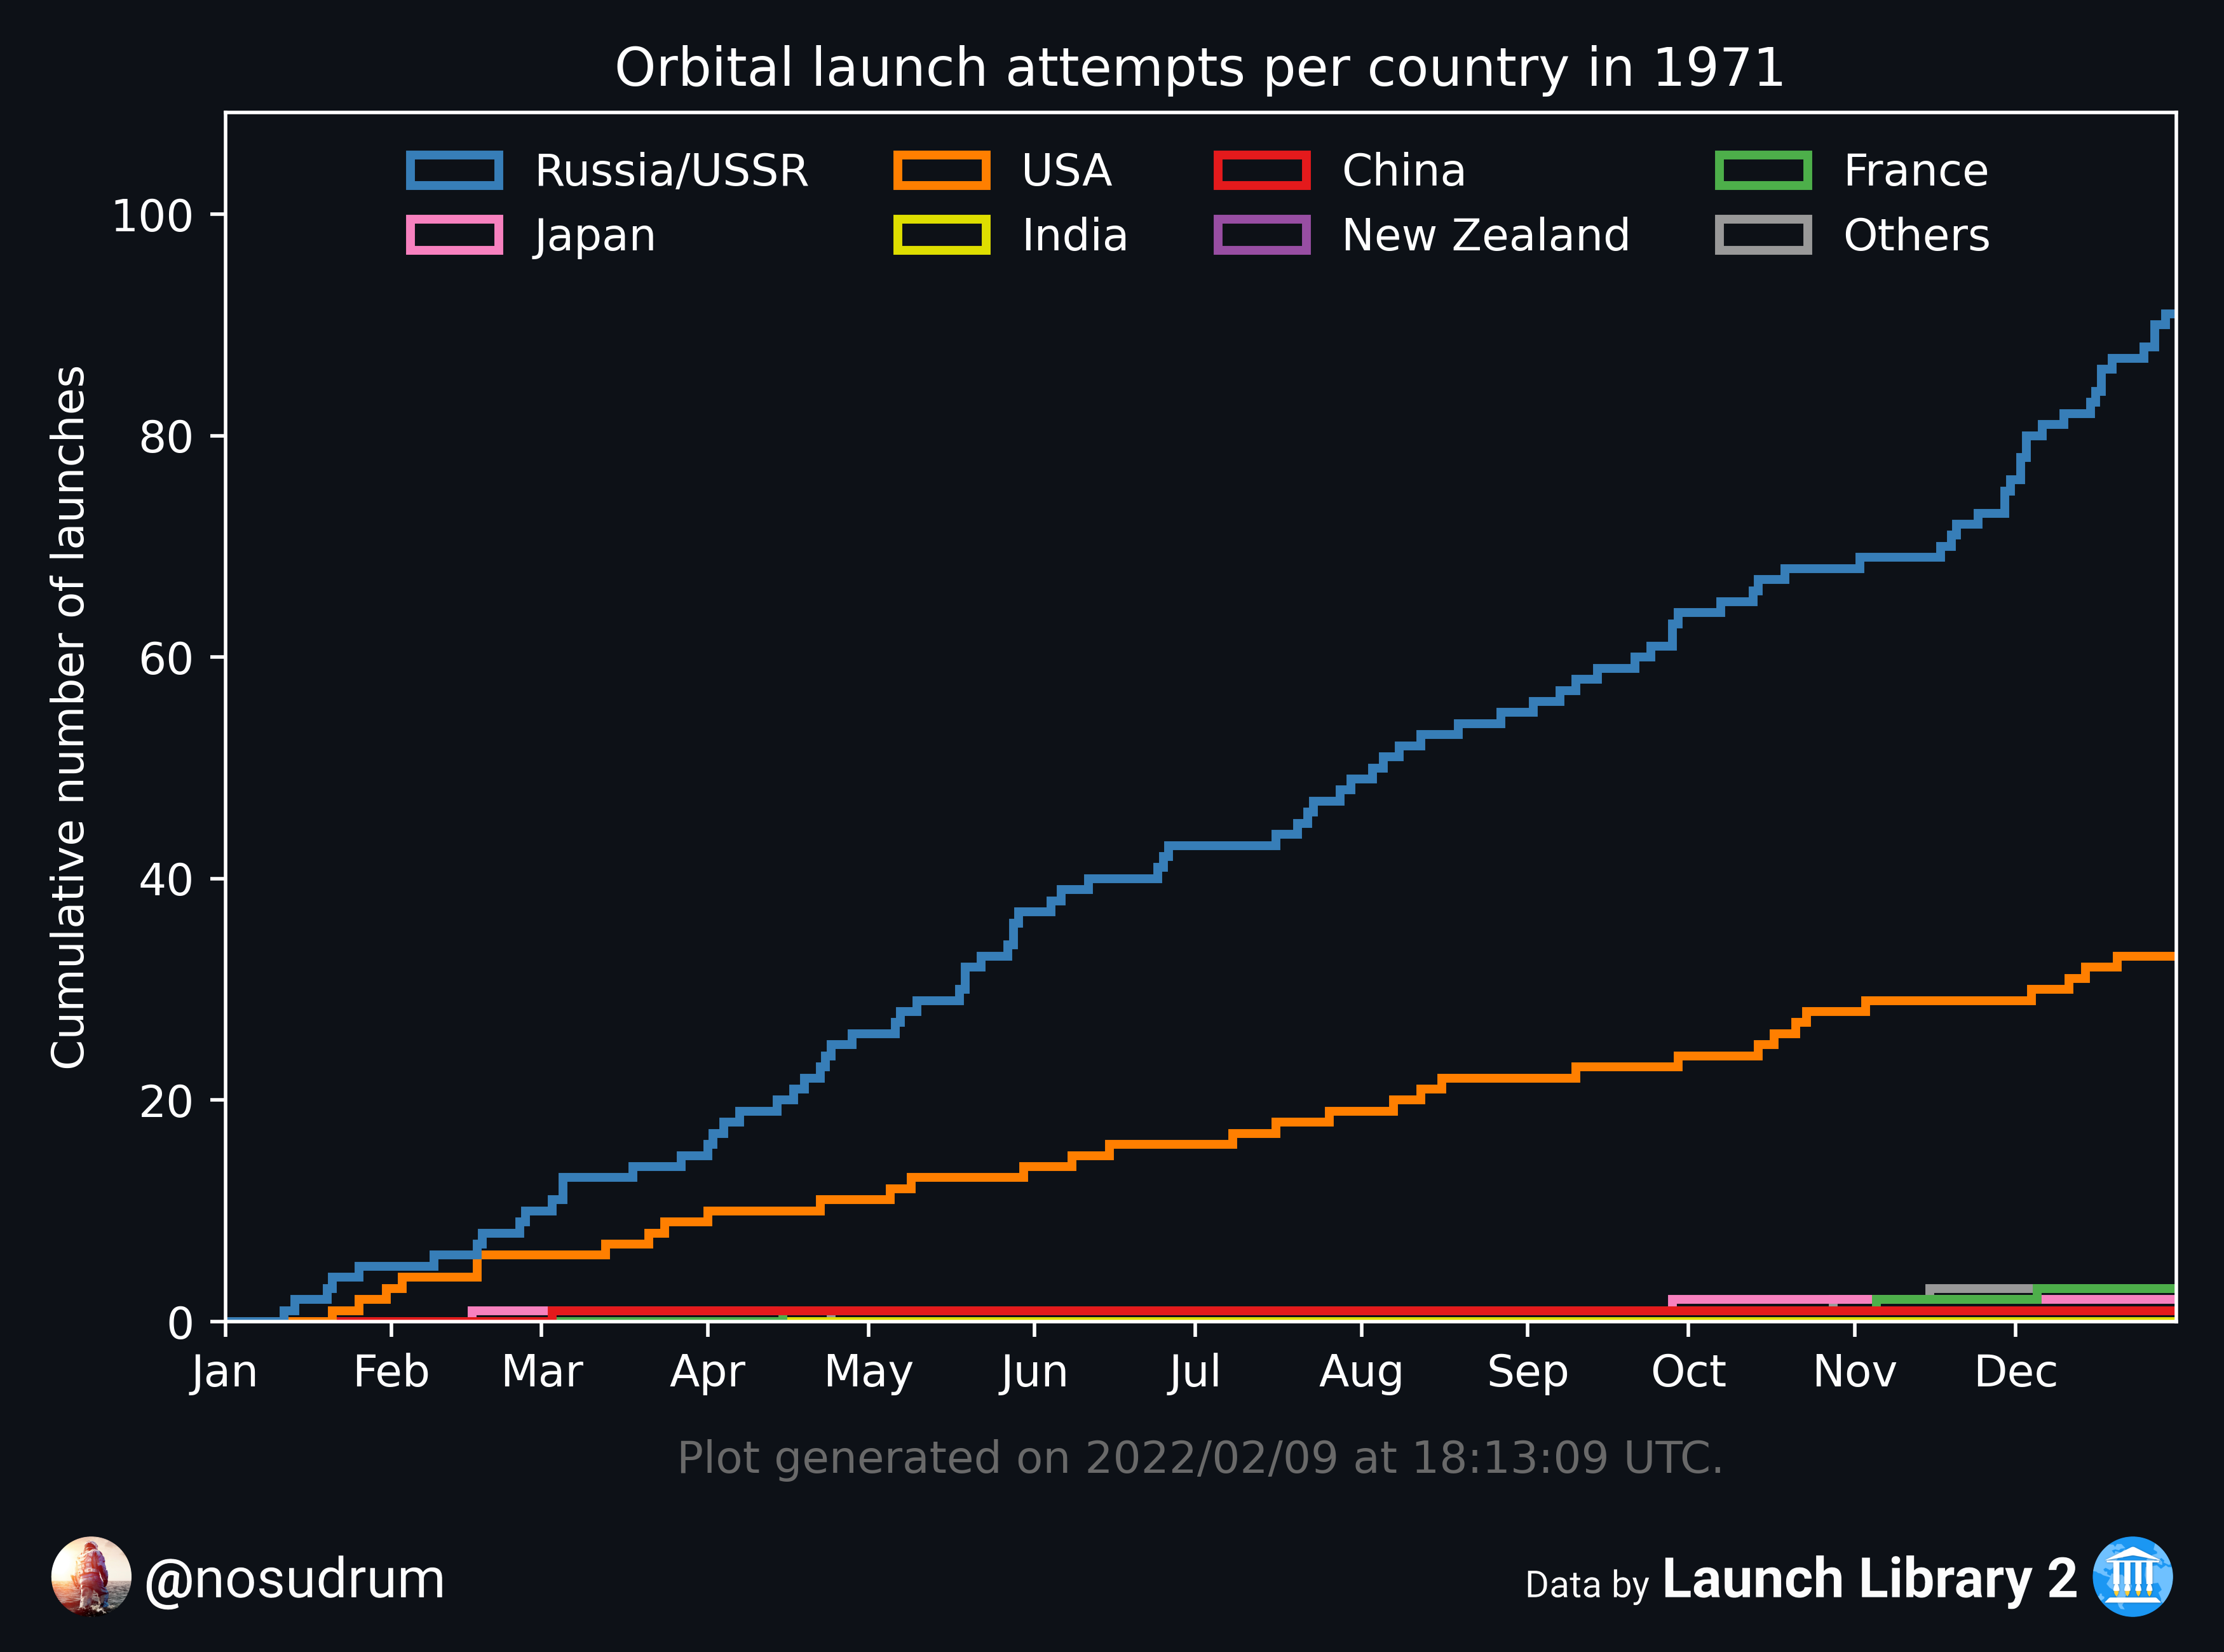 Orbital launch attempts per country in 1971
Russia/USSR USA China France
Japan India New Zealand Others
Cumulative number of launches
100
80
60
40
20
0
Jan Feb Mar Apr May Jun Jul Aug Sep Oct Nov Dec
Plot generated on 2022/02/09 at 18:13:09 UTC.
@nosudrum
Data by Launch Library 2